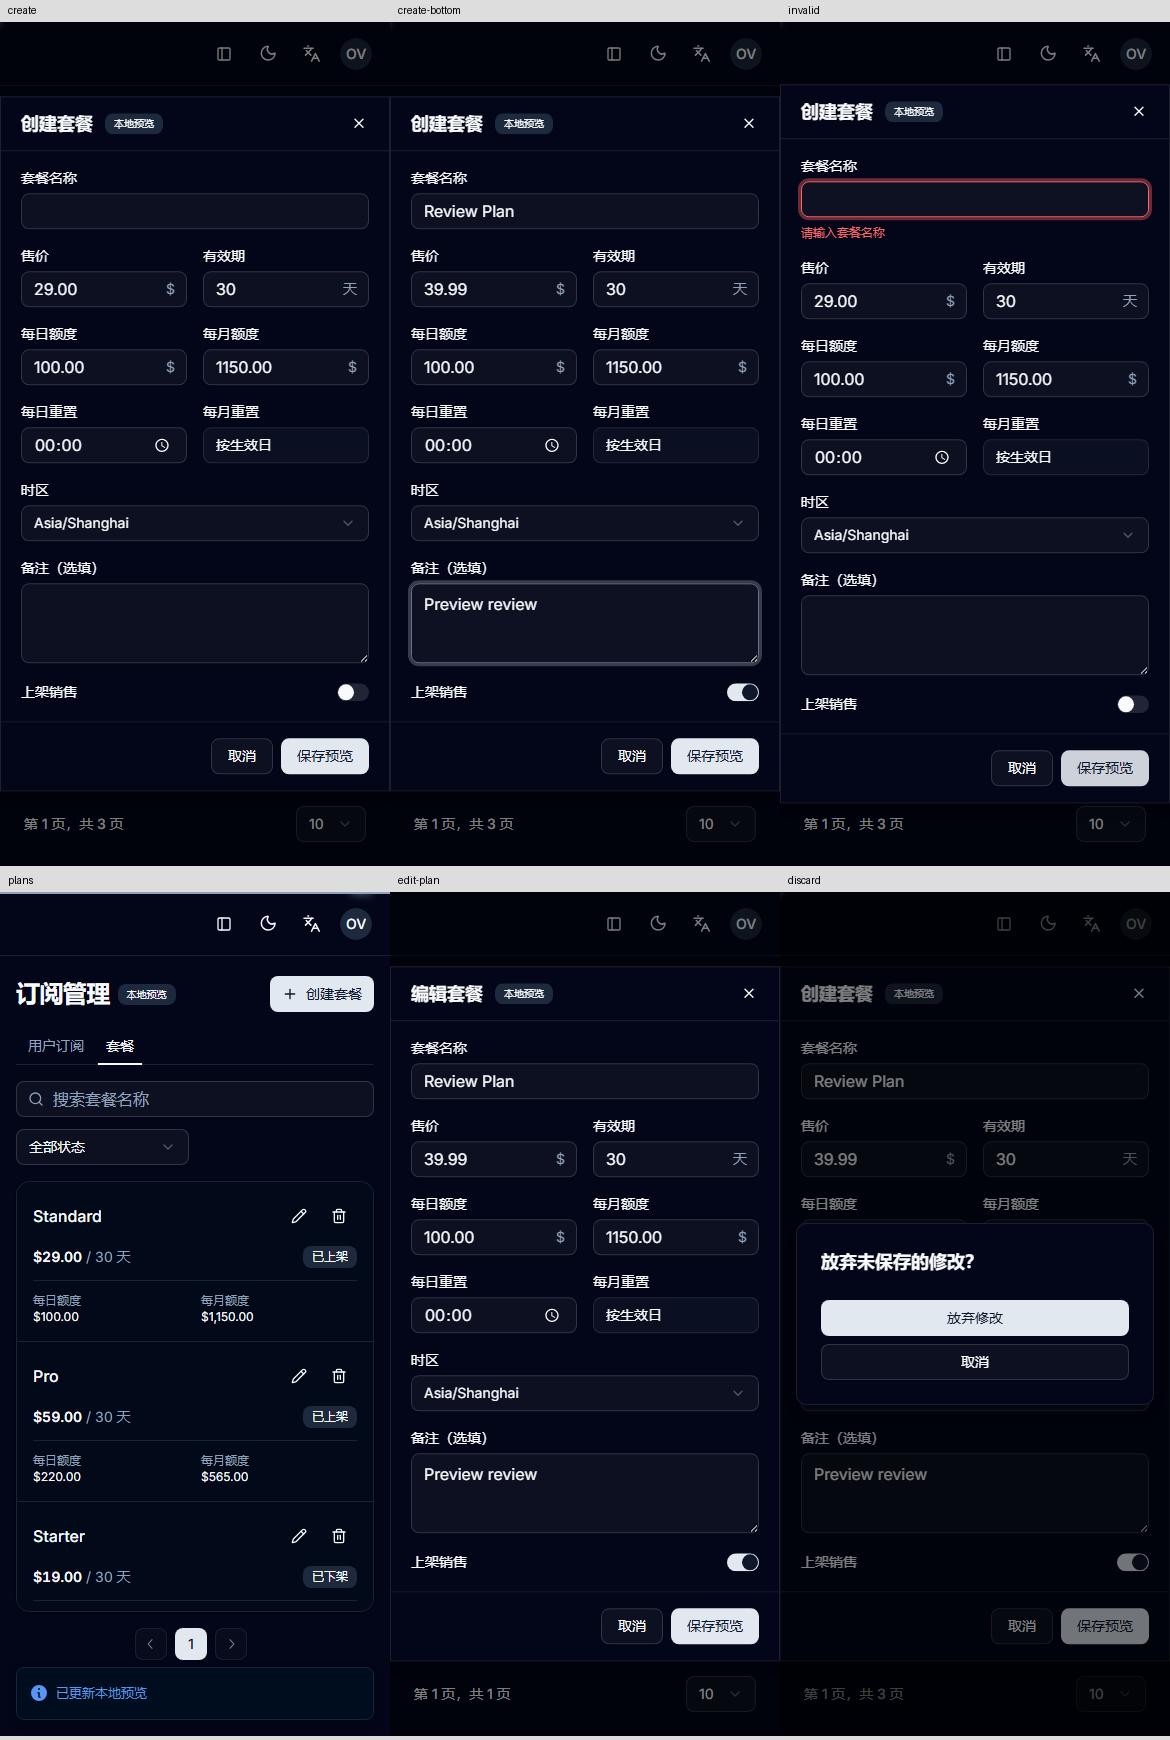 create
OV
创建套餐 本地预览
套餐名称
售价 有效期
29.00 $ 30 天
每日额度 每月额度
100.00 $ 1150.00 $
每日重置 每月重置
00:00 按生效日
时区
Asia/Shanghai
备注（选填）
上架销售
取消 保存预览
第 1 页，共 3 页 10
create-bottom
OV
创建套餐 本地预览
套餐名称
Review Plan
售价 有效期
39.99 $ 30 天
每日额度 每月额度
100.00 $ 1150.00 $
每日重置 每月重置
00:00 按生效日
时区
Asia/Shanghai
备注（选填）
Preview review
上架销售
取消 保存预览
第 1 页，共 3 页 10
invalid
OV
创建套餐 本地预览
套餐名称
请输入套餐名称
售价 有效期
29.00 $ 30 天
每日额度 每月额度
100.00 $ 1150.00 $
每日重置 每月重置
00:00 按生效日
时区
Asia/Shanghai
备注（选填）
上架销售
取消 保存预览
第 1 页，共 3 页 10
plans
OV
订阅管理 本地预览 创建套餐
用户订阅 套餐
搜索套餐名称
全部状态
Standard
$29.00 / 30 天 已上架
每日额度 每月额度
$100.00 $1,150.00
Pro
$59.00 / 30 天 已上架
每日额度 每月额度
$220.00 $565.00
Starter
$19.00 / 30 天 已下架
1
已更新本地预览
edit-plan
OV
编辑套餐 本地预览
套餐名称
Review Plan
售价 有效期
39.99 $ 30 天
每日额度 每月额度
100.00 $ 1150.00 $
每日重置 每月重置
00:00 按生效日
时区
Asia/Shanghai
备注（选填）
Preview review
上架销售
取消 保存预览
第 1 页，共 1 页 10
discard
OV
创建套餐 本地预览
套餐名称
Review Plan
售价 有效期
39.99 $ 30 天
每日额度 每月额度
放弃未保存的修改？
放弃修改
取消
备注（选填）
Preview review
上架销售
取消 保存预览
第 1 页，共 3 页 10